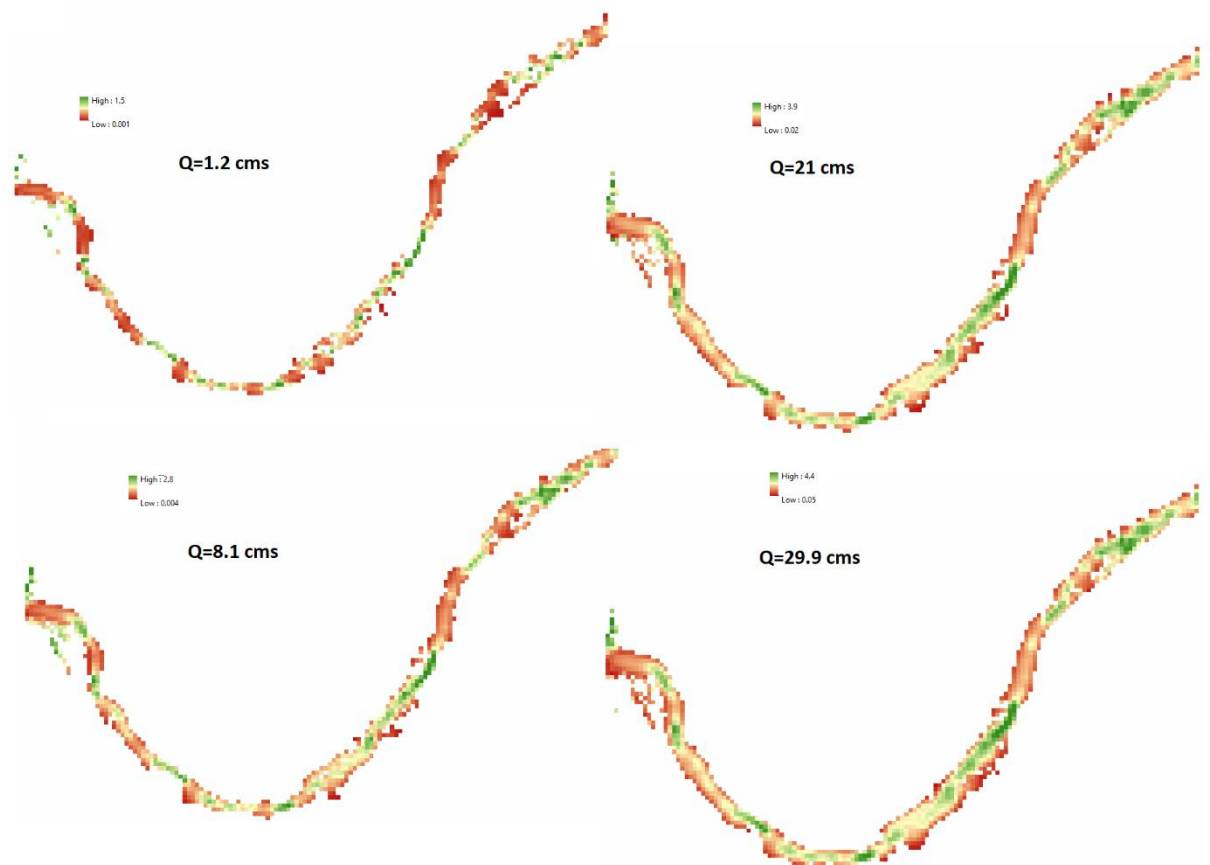 High : 1.5
Low : 0.001
Q=1.2 cms
High : 3.9
Low : 0.02
Q=21 cms
High : 2.8
Low : 0.004
Q=8.1 cms
High : 4.4
Low : 0.05
Q=29.9 cms